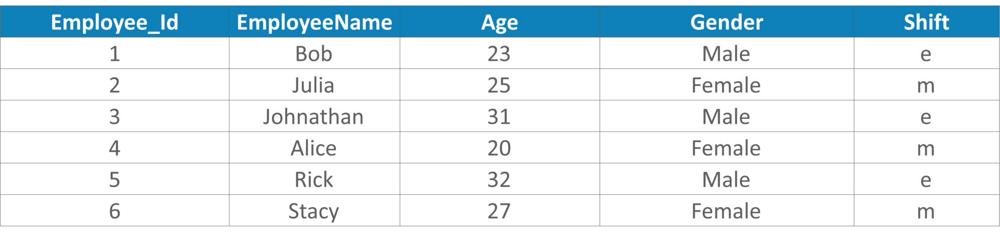 Employee_Id EmployeeName Age Gender Shift
1 Bob 23 Male e
2 Julia 25 Female m
3 Johnathan 31 Male e
4 Alice 20 Female m
5 Rick 32 Male e
6 Stacy 27 Female m